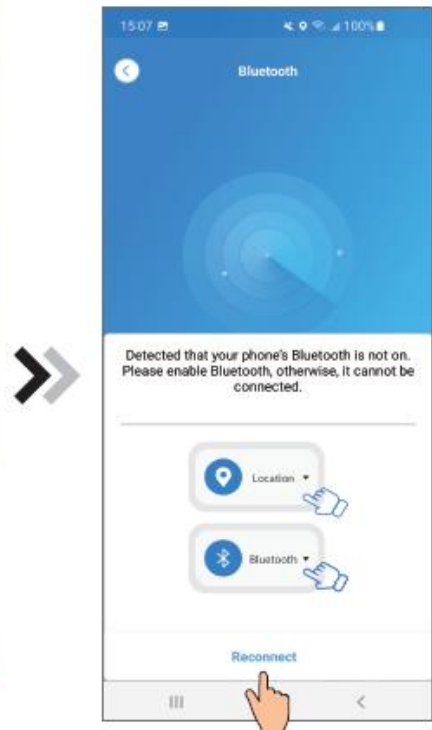 15:07 100%
Bluetooth
Detected that your phone's Bluetooth is not on.
Please enable Bluetooth, otherwise, it cannot be
connected.
Location
Bluetooth
Reconnect